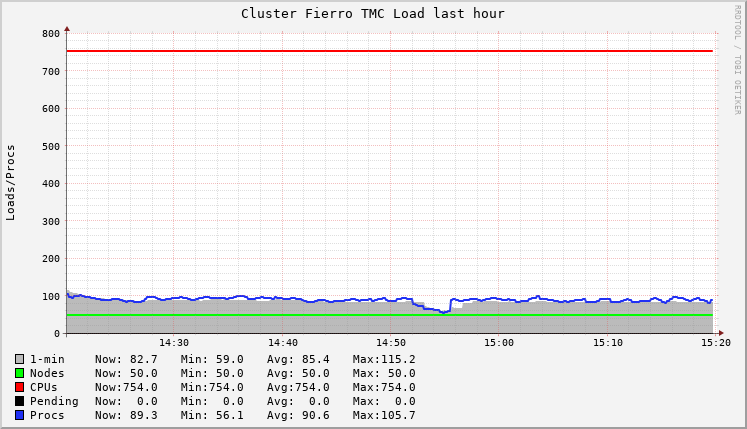 Cluster Fierro TMC Load last hour
RRDTOOL / TOBI OETIKER
Loads/Procs
800
700
600
500
400
300
200
100
0
14:30 14:40 14:50 15:00 15:10 15:20
1-min Now: 82.7 Min: 59.0 Avg: 85.4 Max:115.2
Nodes Now: 50.0 Min: 50.0 Avg: 50.0 Max: 50.0
CPUs Now:754.0 Min:754.0 Avg:754.0 Max:754.0
Pending Now: 0.0 Min: 0.0 Avg: 0.0 Max: 0.0
Procs Now: 89.3 Min: 56.1 Avg: 90.6 Max:105.7